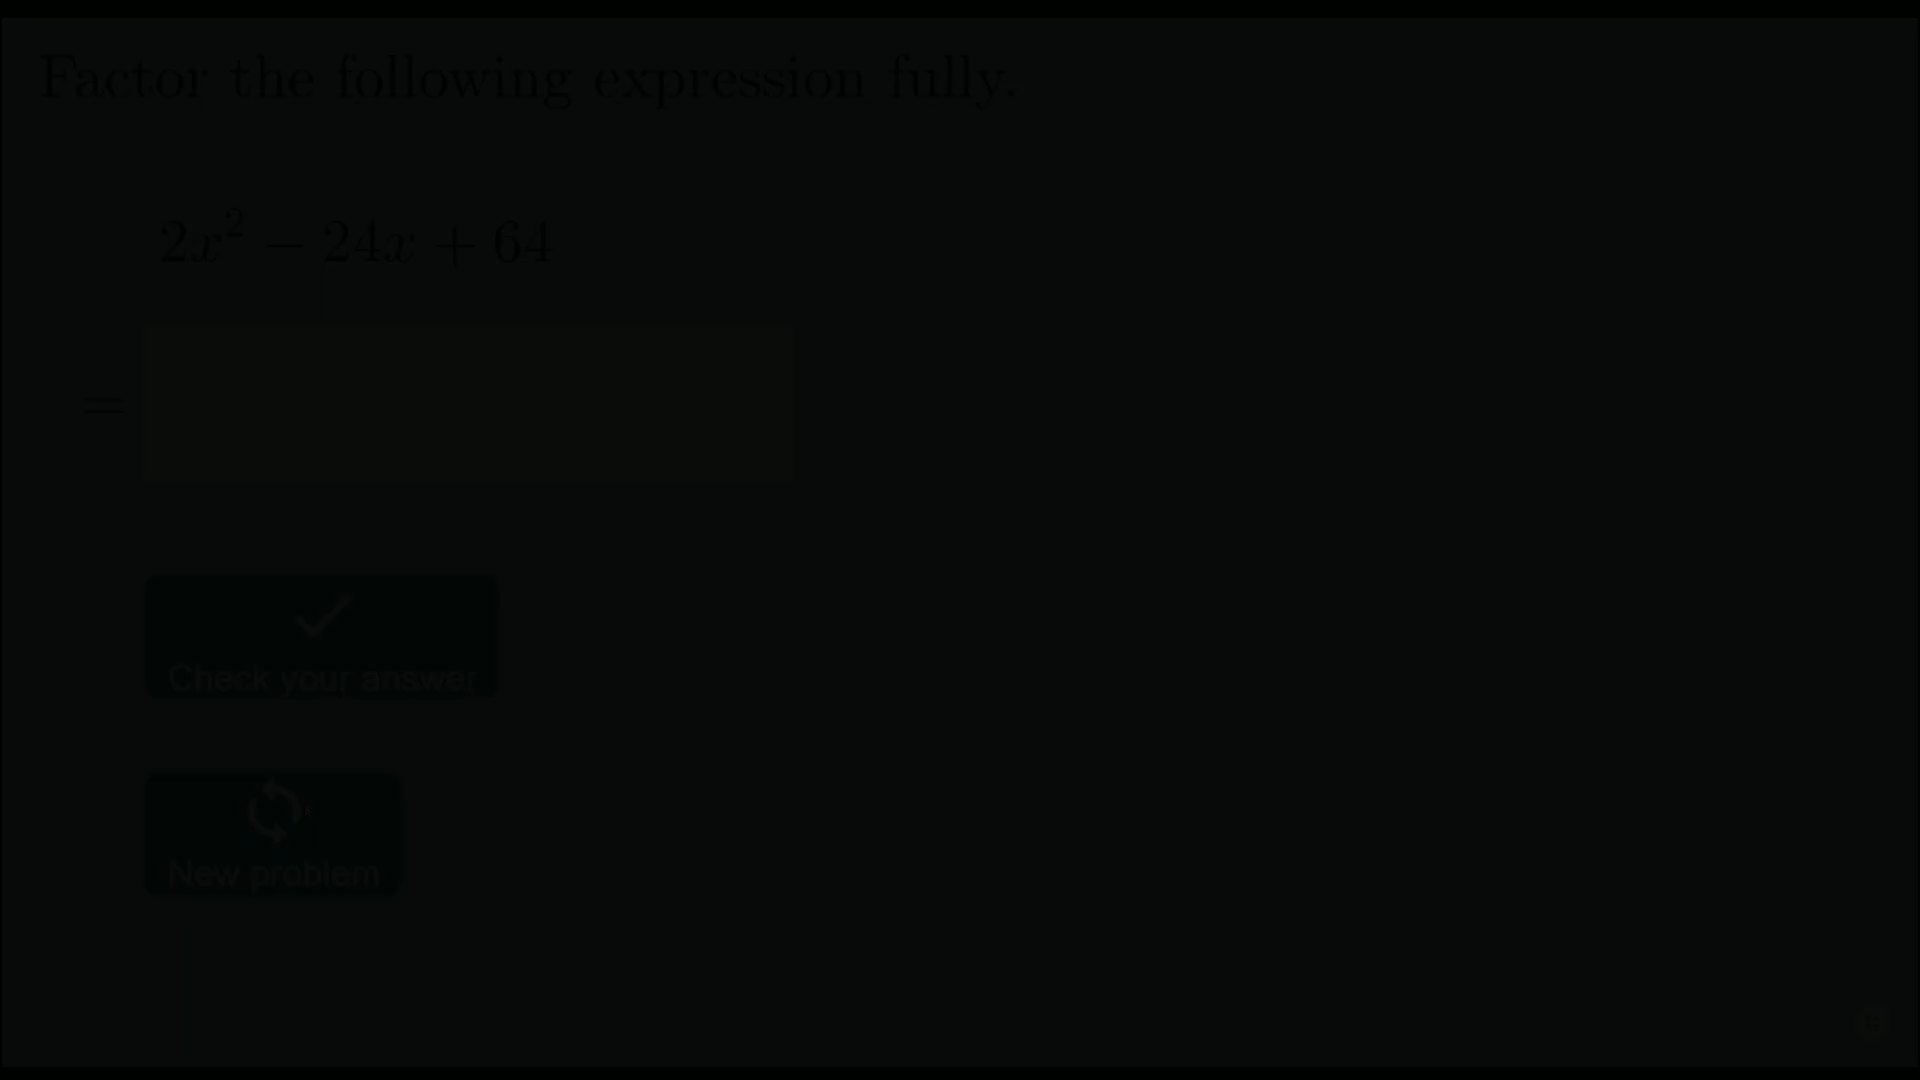 Factor the following expression fully.
2x² − 24x + 64
=
Check your answer
New problem